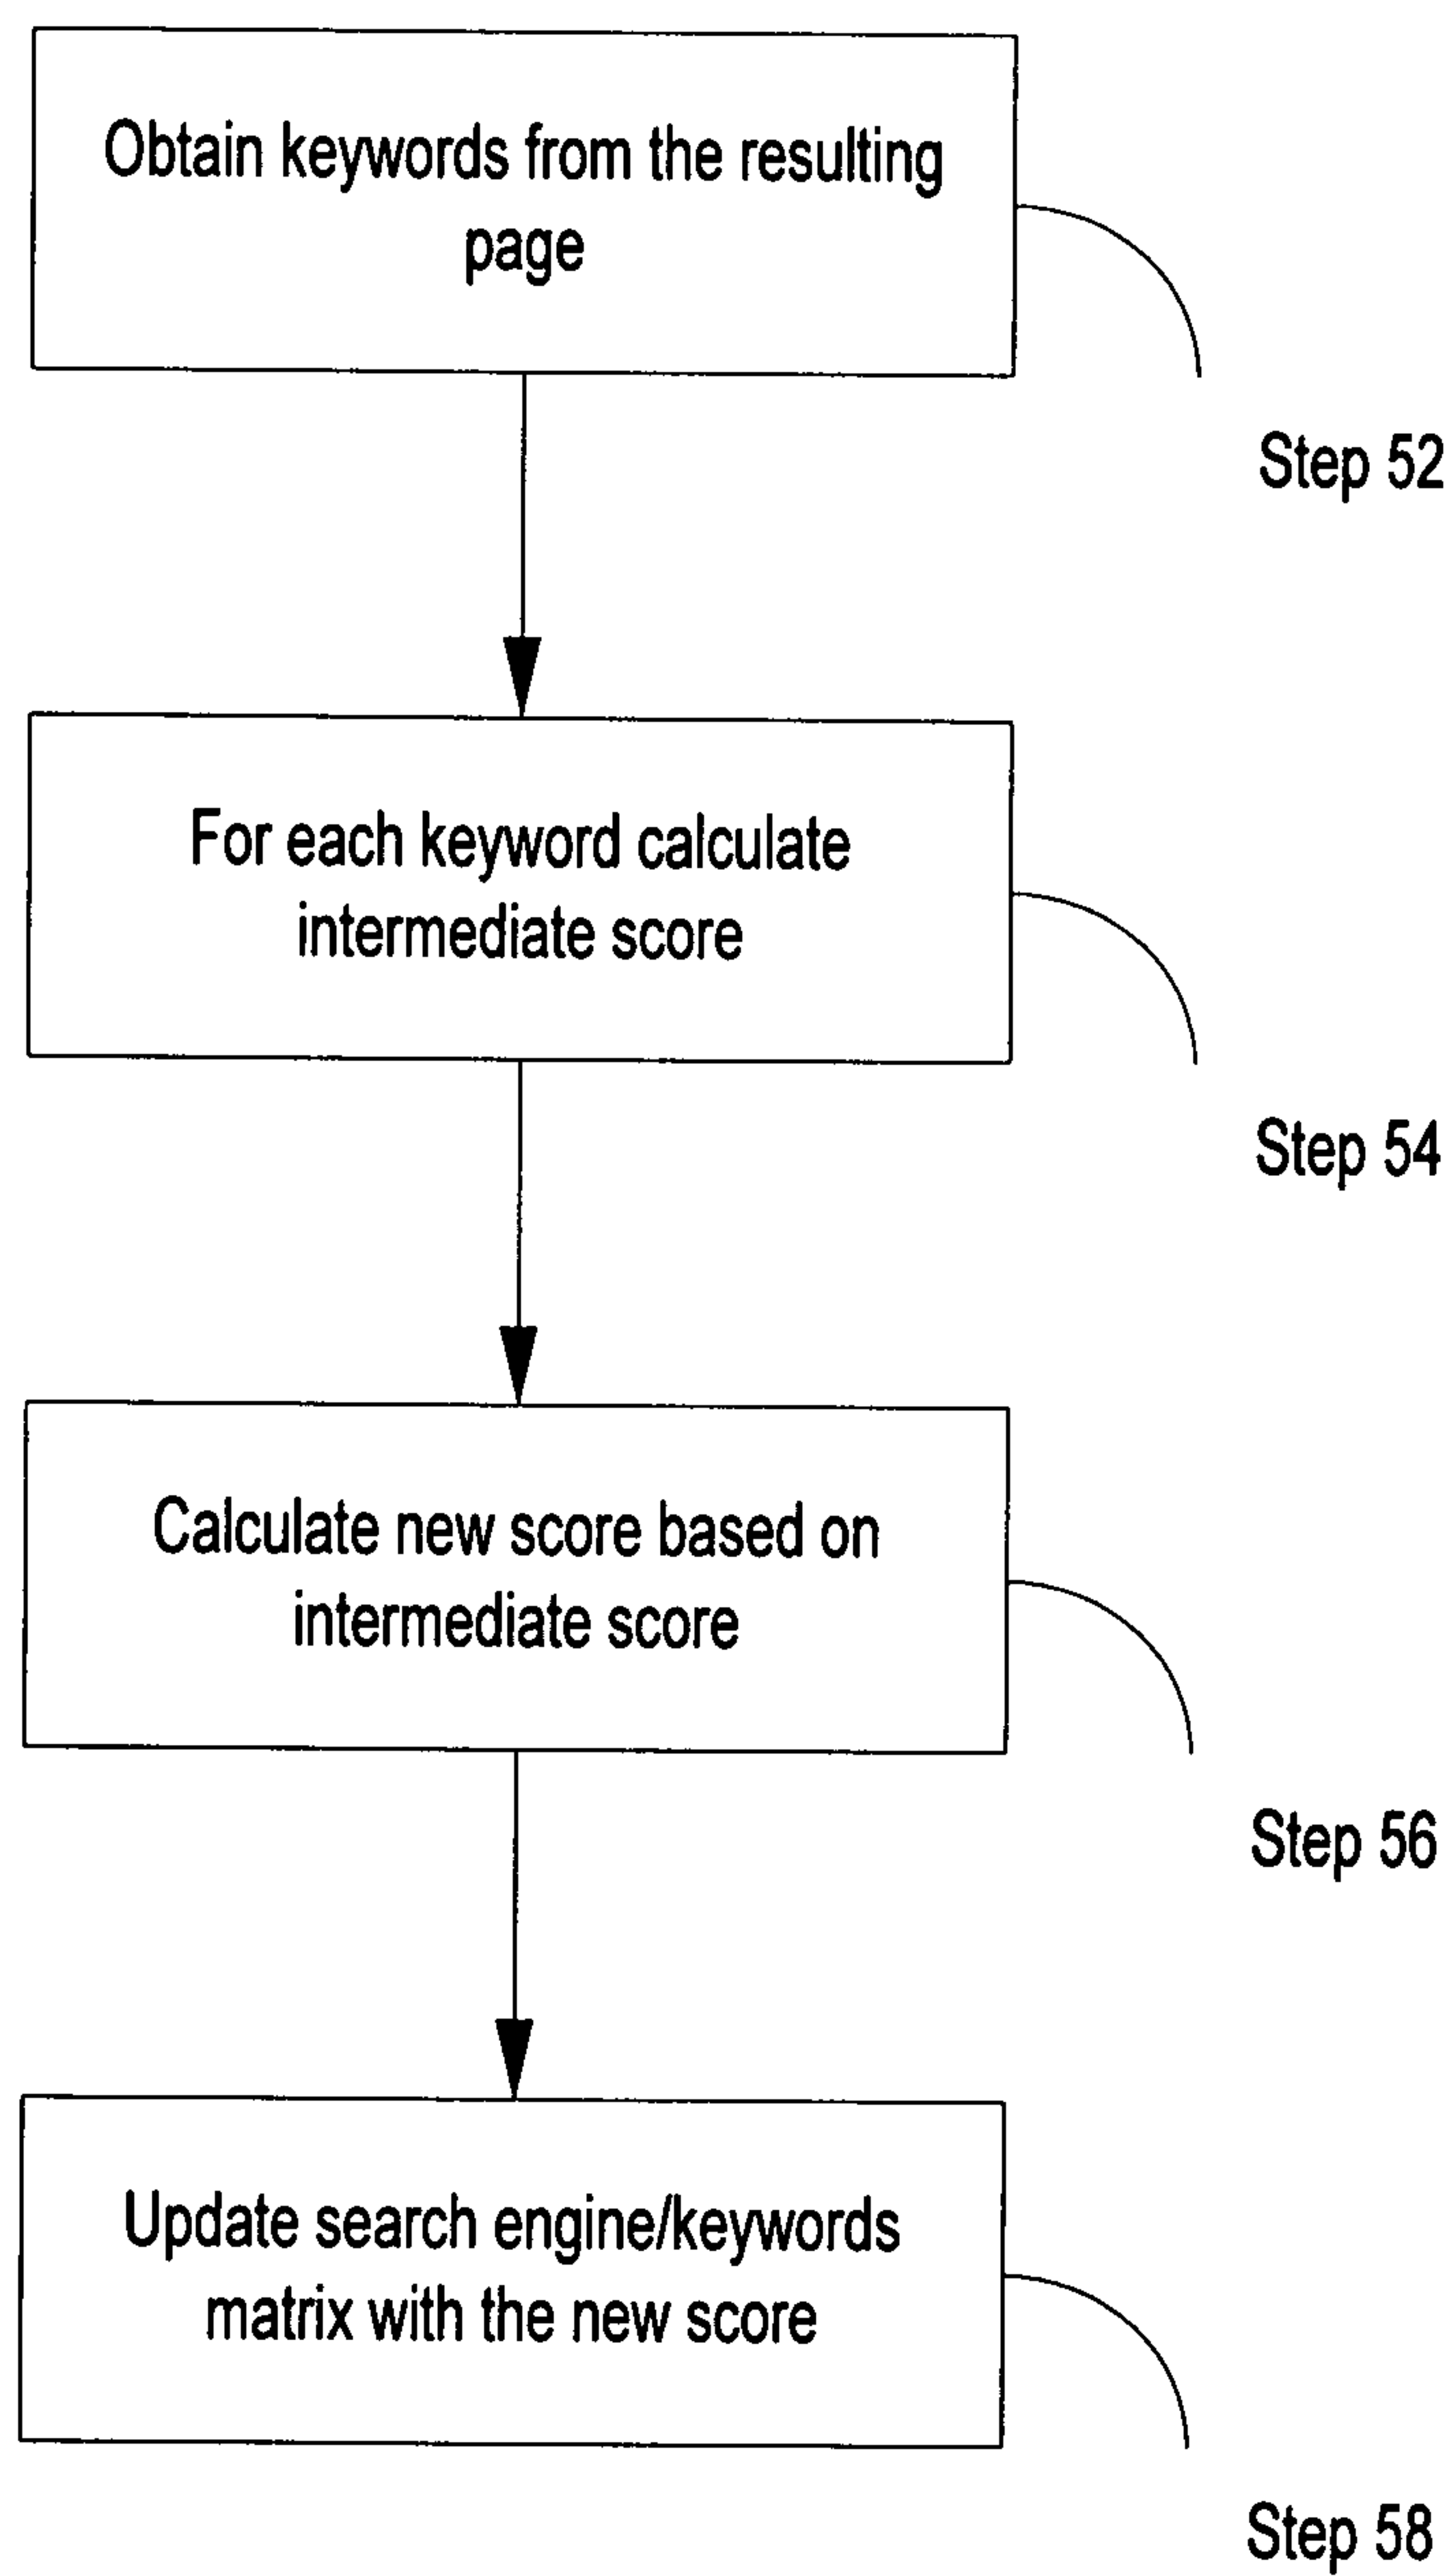 Obtain keywords from the resulting
page
Step 52
For each keyword calculate
intermediate score
Step 54
Calculate new score based on
intermediate score
Step 56
Update search engine/keywords
matrix with the new score
Step 58